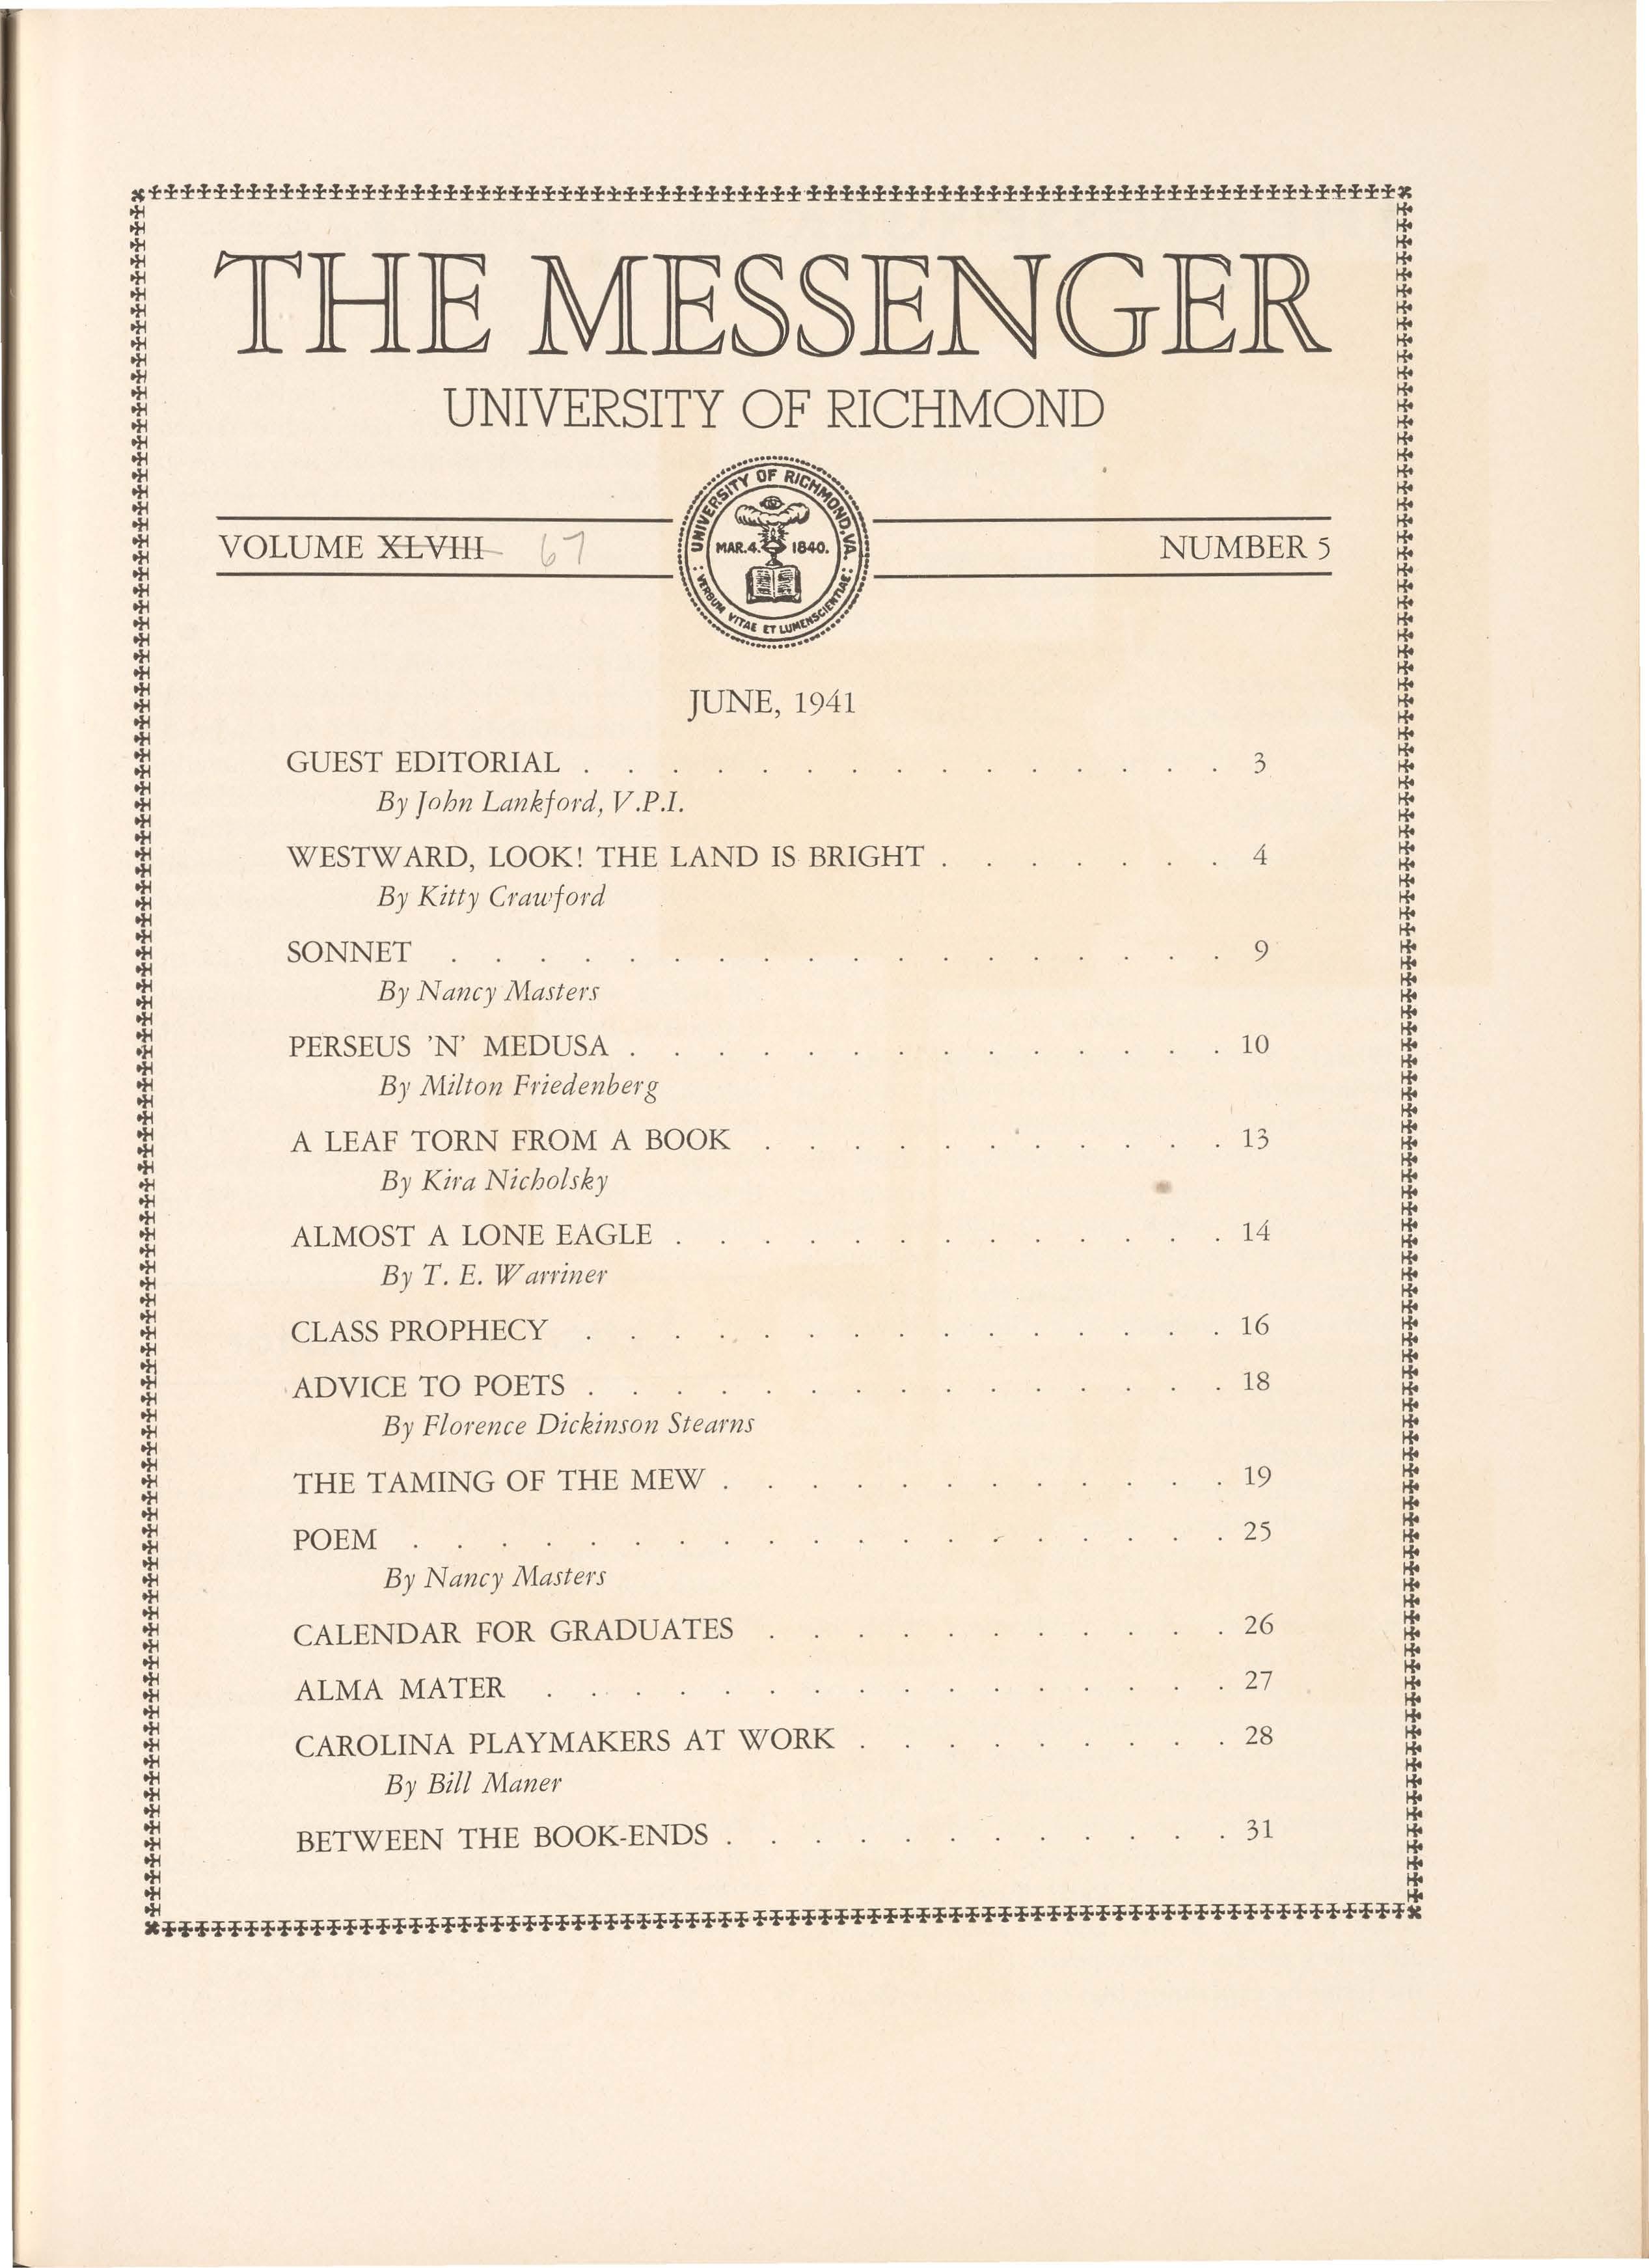 THE MESSENGER
UNIVERSITY OF RICHMOND
UNIVERSITY OF RICHMOND, VA.
MAR. 4. 1840.
: VERBUM VITAE ET LUMENSCIENTIAE :
VOLUME XLVIII 67
NUMBER 5
JUNE, 1941
GUEST EDITORIAL . . . . . . . . . . . . . . . 3
By John Lankford, V.P.I.
WESTWARD, LOOK! THE LAND IS BRIGHT . . . . . . . 4
By Kitty Crawford
SONNET . . . . . . . . . . . . . . . . . . 9
By Nancy Masters
PERSEUS 'N' MEDUSA . . . . . . . . . . . . . . 10
By Milton Friedenberg
A LEAF TORN FROM A BOOK . . . . . . . . . . . 13
By Kira Nicholsky
ALMOST A LONE EAGLE . . . . . . . . . . . . . 14
By T. E. Warriner
CLASS PROPHECY . . . . . . . . . . . . . . . 16
ADVICE TO POETS . . . . . . . . . . . . . . . 18
By Florence Dickinson Stearns
THE TAMING OF THE MEW . . . . . . . . . . . . 19
POEM . . . . . . . . . . . . . . . . . . . 25
By Nancy Masters
CALENDAR FOR GRADUATES . . . . . . . . . . . 26
ALMA MATER . . . . . . . . . . . . . . . . 27
CAROLINA PLAYMAKERS AT WORK . . . . . . . . . 28
By Bill Maner
BETWEEN THE BOOK-ENDS . . . . . . . . . . . . 31